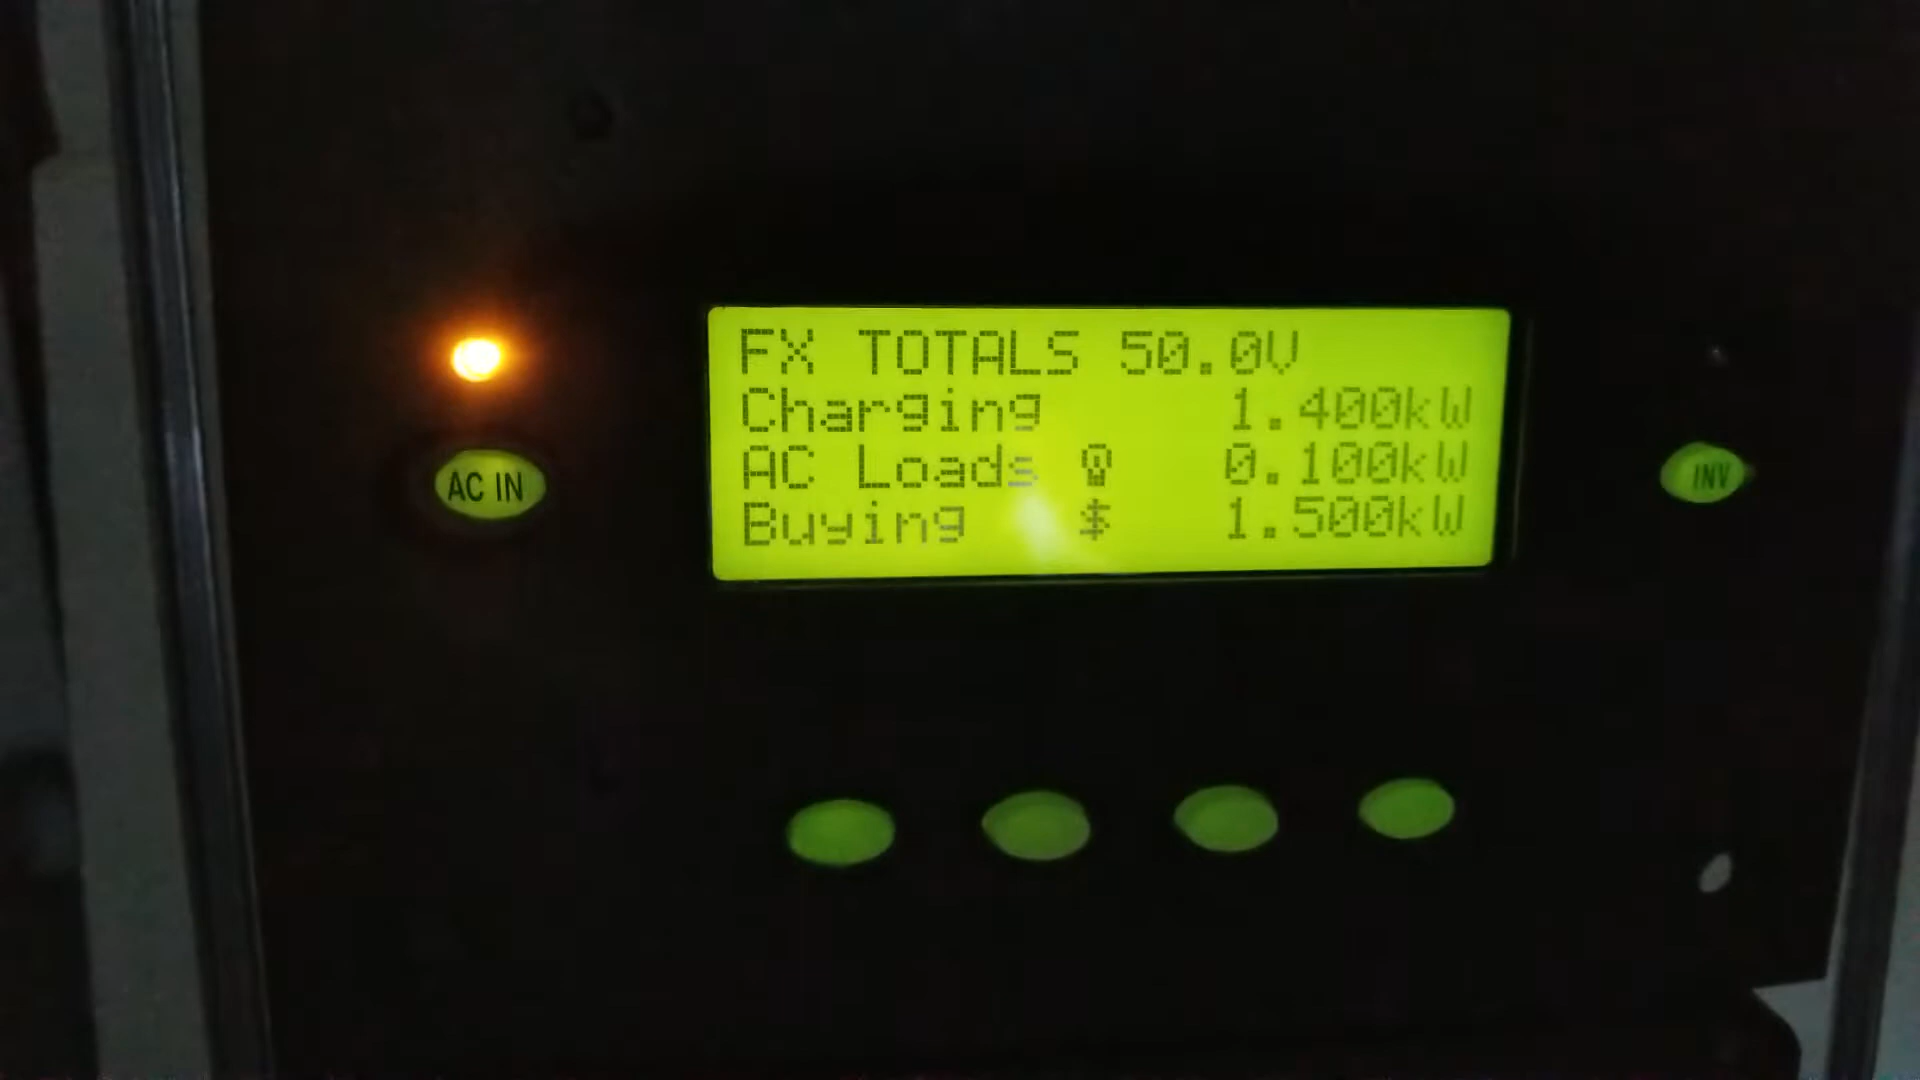 FX TOTALS 50.0V
Charging 1.400kW
AC Loads 0.100kW
Buying $ 1.500kW
AC IN
INV